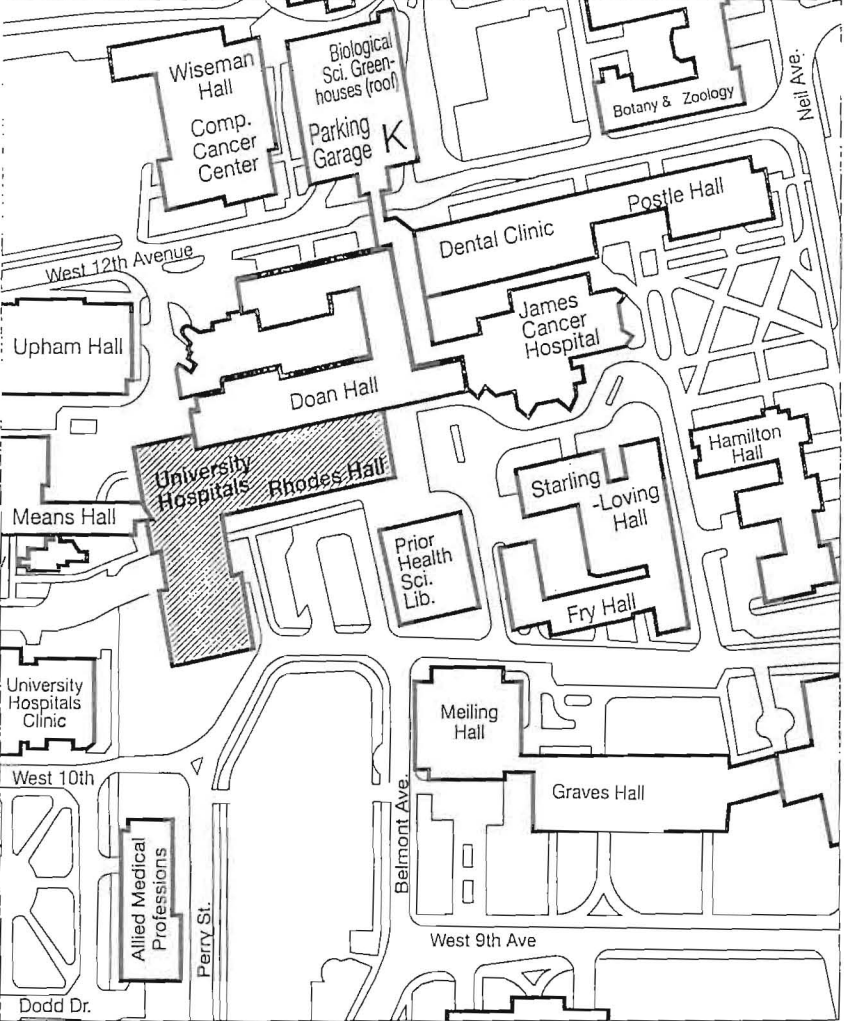 Wiseman
Hall
Comp.
Cancer
Center
Biological
Sci. Green-
houses (roof)
Parking
Garage
K
Botany & Zoology
Neil Ave.
Postle Hall
Dental Clinic
West 12th Avenue
James
Cancer
Hospital
Upham Hall
Doan Hall
Hamilton
Hall
University
Hospitals
Rhodes Hall
Starling
-Loving
Hall
Means Hall
Prior
Health
Sci.
Lib.
Fry Hall
University
Hospitals
Clinic
Meiling
Hall
West 10th
Graves Hall
Belmont Ave.
Allied Medical
Professions
Perry St.
West 9th Ave
Dodd Dr.